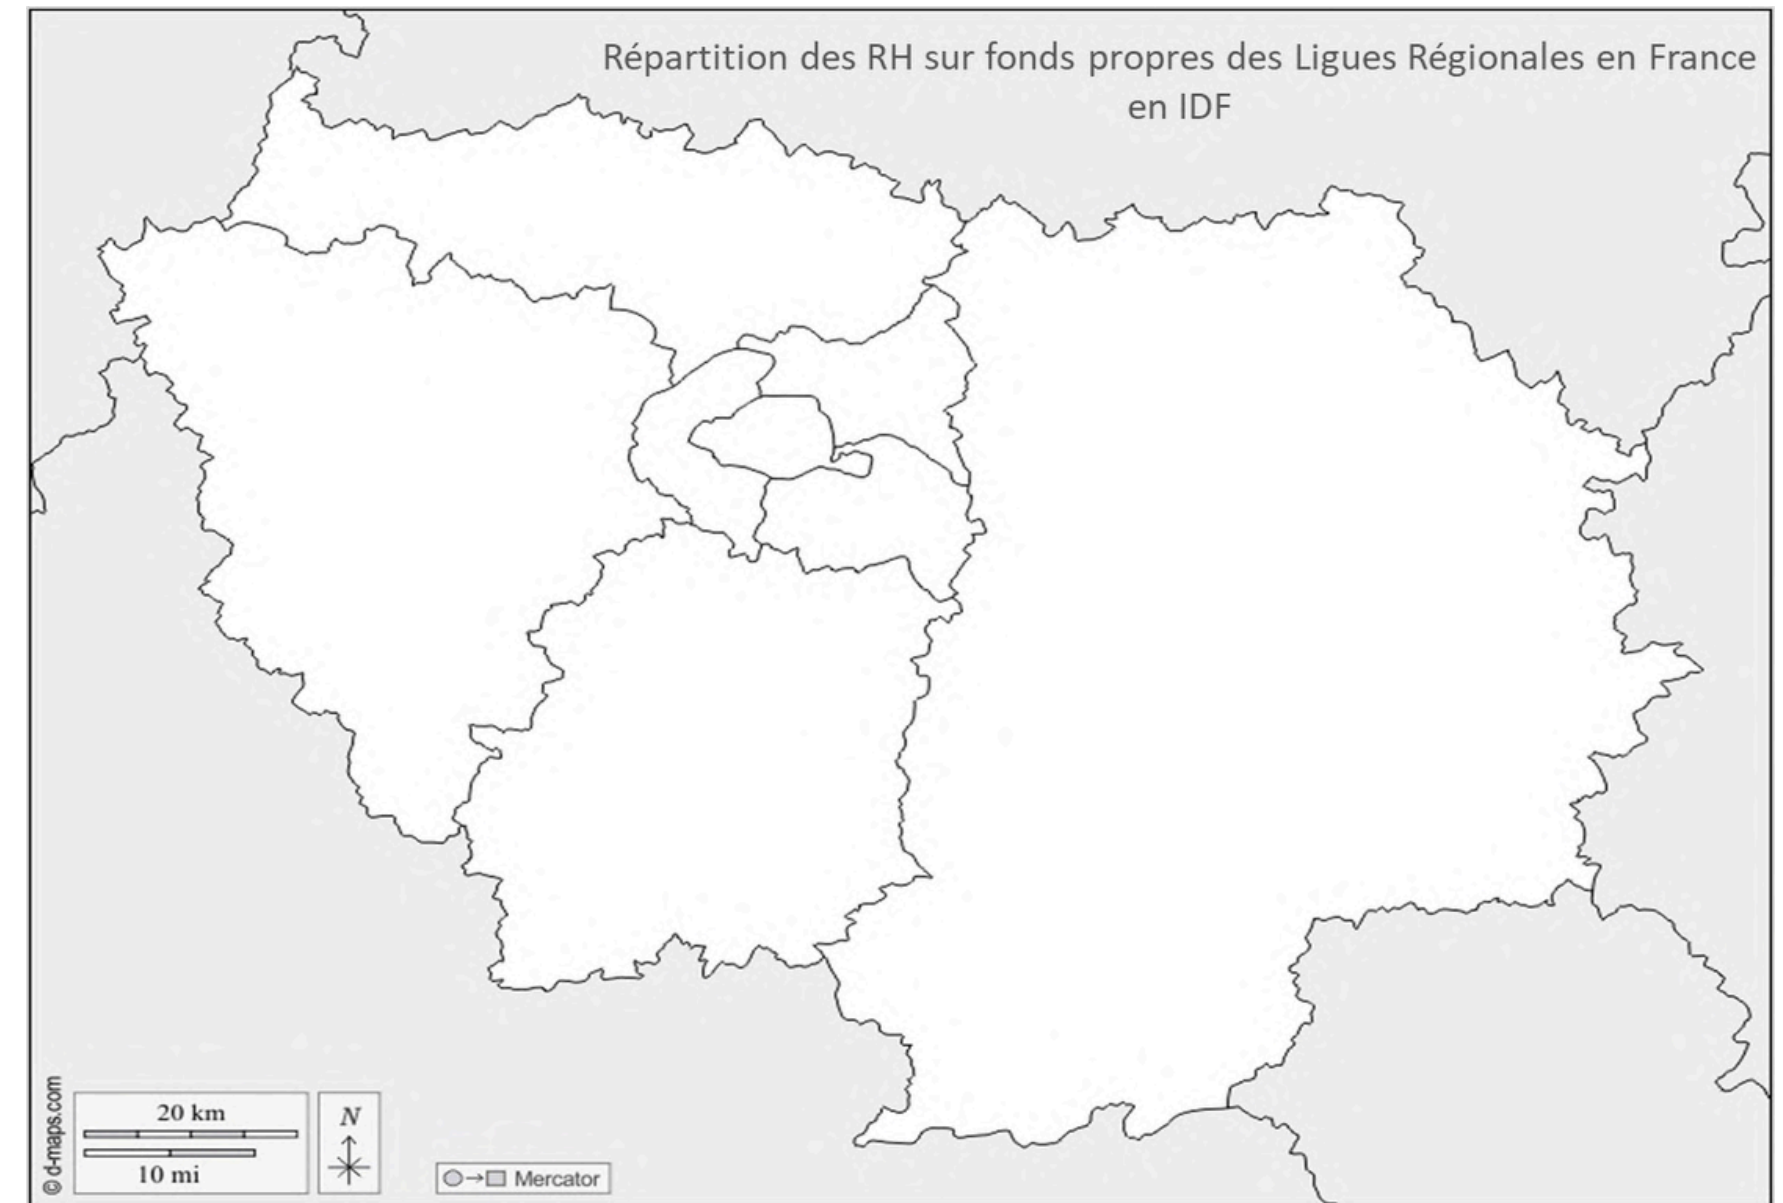 Répartition des RH sur fonds propres des Ligues Régionales en France
en IDF
© d-maps.com
20 km
10 mi
N
Mercator